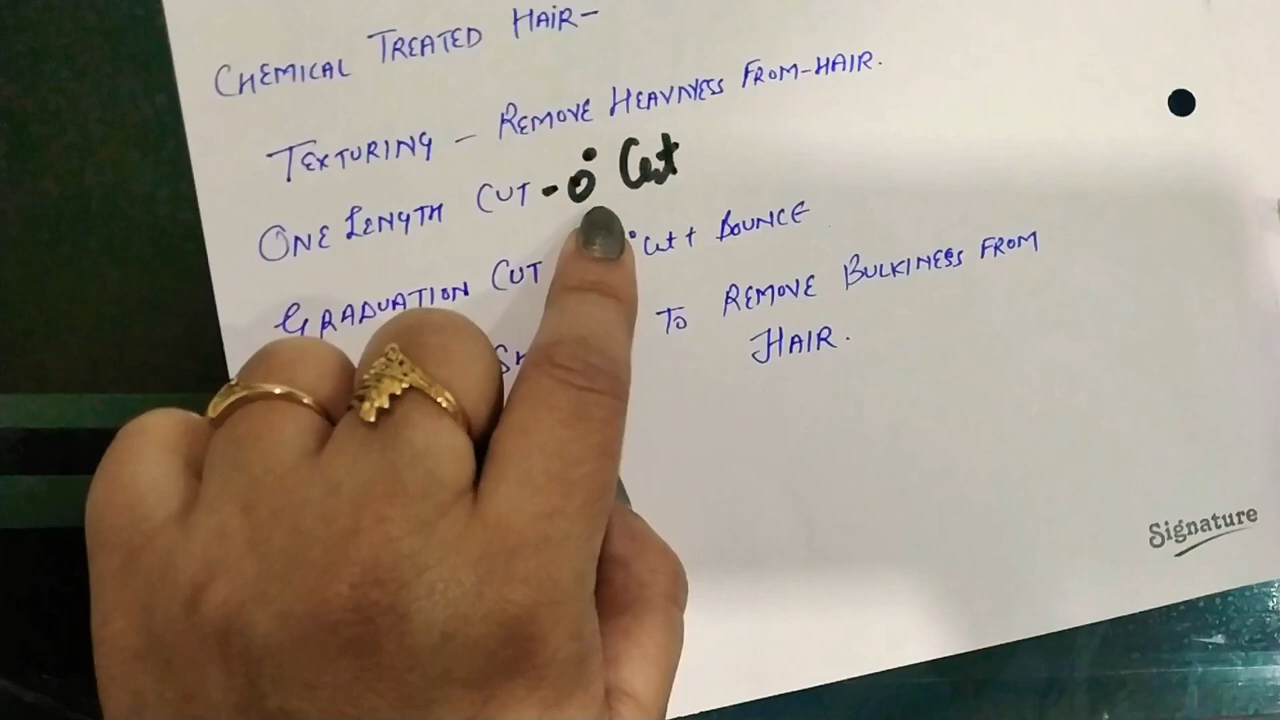 CHEMICAL TREATED HAIR-
TEXTURING - REMOVE HEAVNESS FROM-HAIR.
ONE LENGTH CUT - 0° Cut
GRADUATION CUT ° Cut + BOUNCE
TO REMOVE BULKINESS FROM
HAIR.
Signature